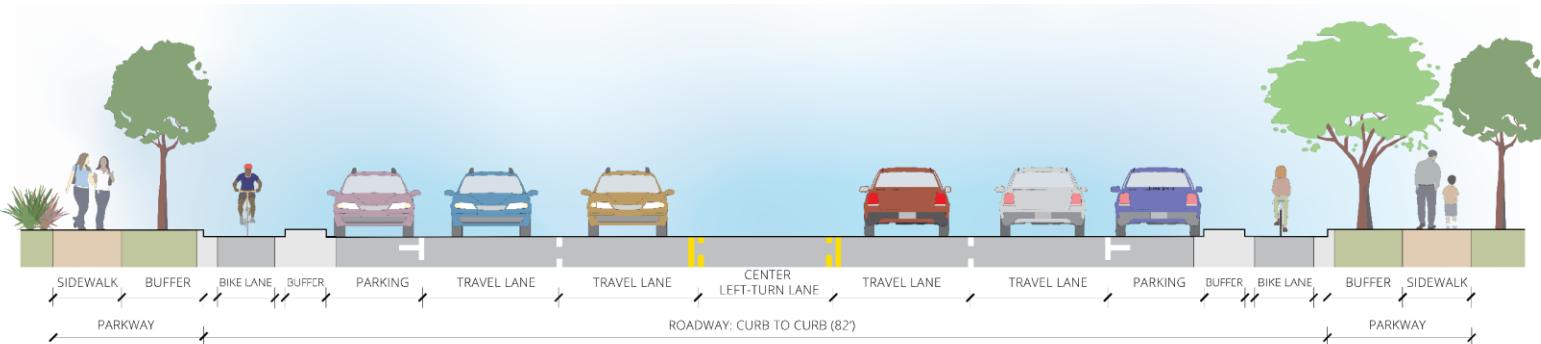 SIDEWALK BUFFER BIKE LANE BUFFER PARKING TRAVEL LANE TRAVEL LANE CENTER LEFT-TURN LANE TRAVEL LANE TRAVEL LANE PARKING BUFFER BIKE LANE BUFFER SIDEWALK
PARKWAY ROADWAY: CURB TO CURB (82') PARKWAY